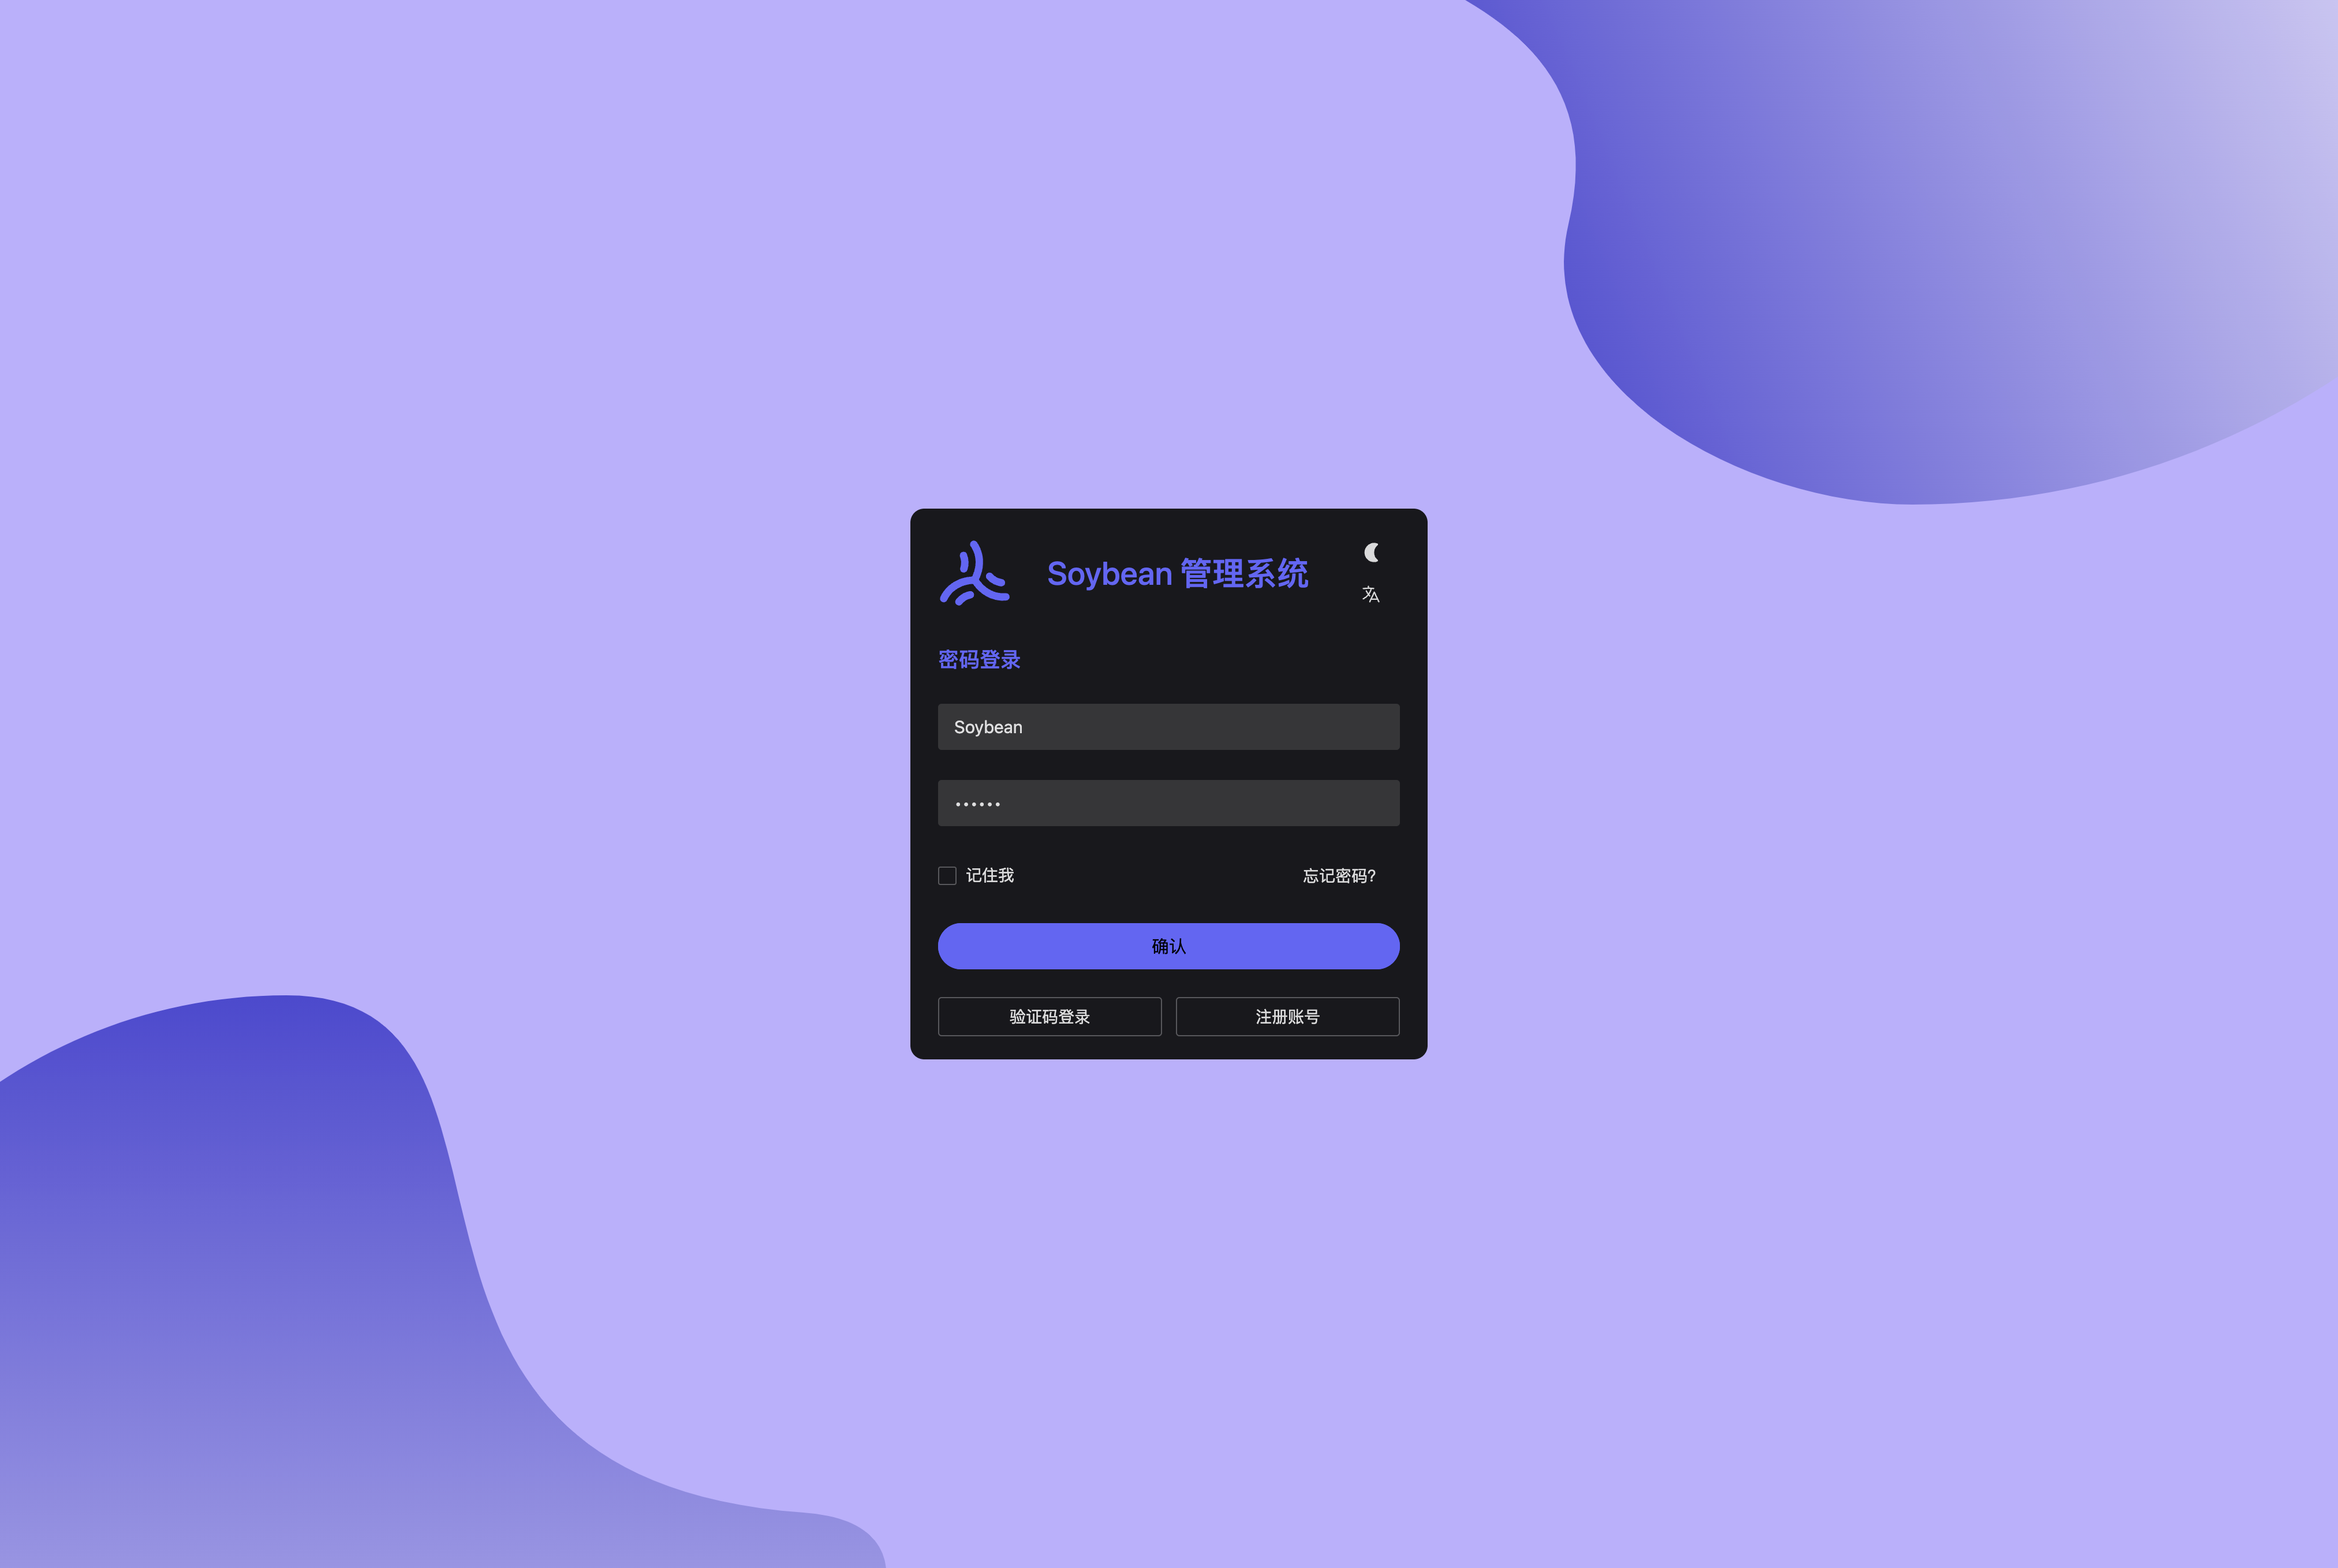 Soybean 管理系统
密码登录
Soybean
••••••
记住我
忘记密码?
确认
验证码登录
注册账号